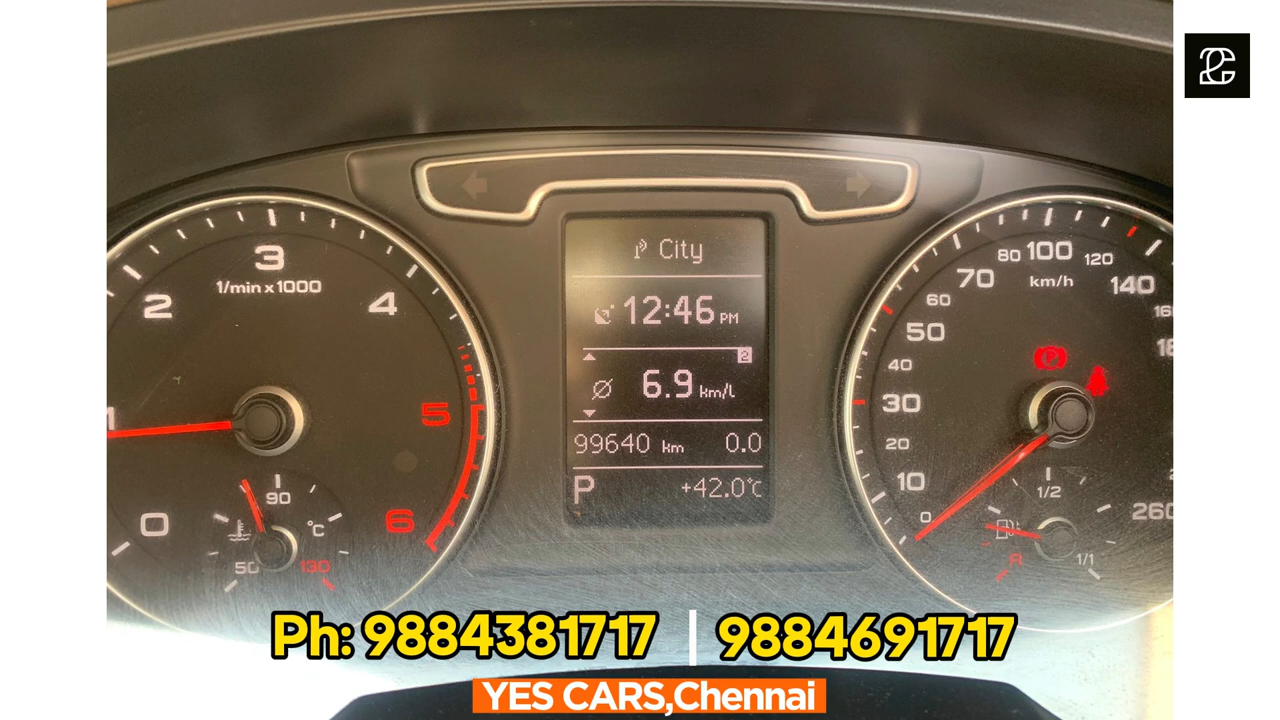 City
12:46 PM
2
6.9 km/l
99640 km 0.0
P +42.0°C
0
1
2
3
4
5
6
1/min x 1000
50
90
130
°C
0
10
20
30
40
50
60
70
80
100
120
140
260
km/h
P
R
1/2
1/1
Ph: 9884381717 | 9884691717
YES CARS,Chennai